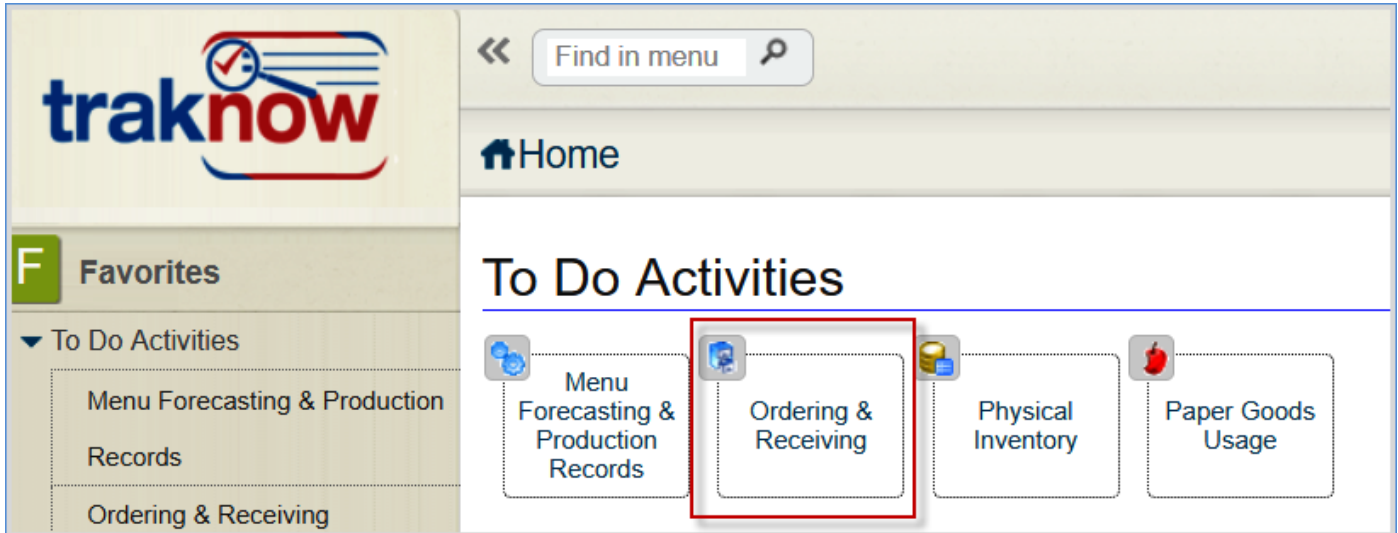 traknow
Find in menu
Home
F
Favorites
To Do Activities
Menu Forecasting & Production
Records
Ordering & Receiving
To Do Activities
Menu
Forecasting &
Production
Records
Ordering &
Receiving
Physical
Inventory
Paper Goods
Usage